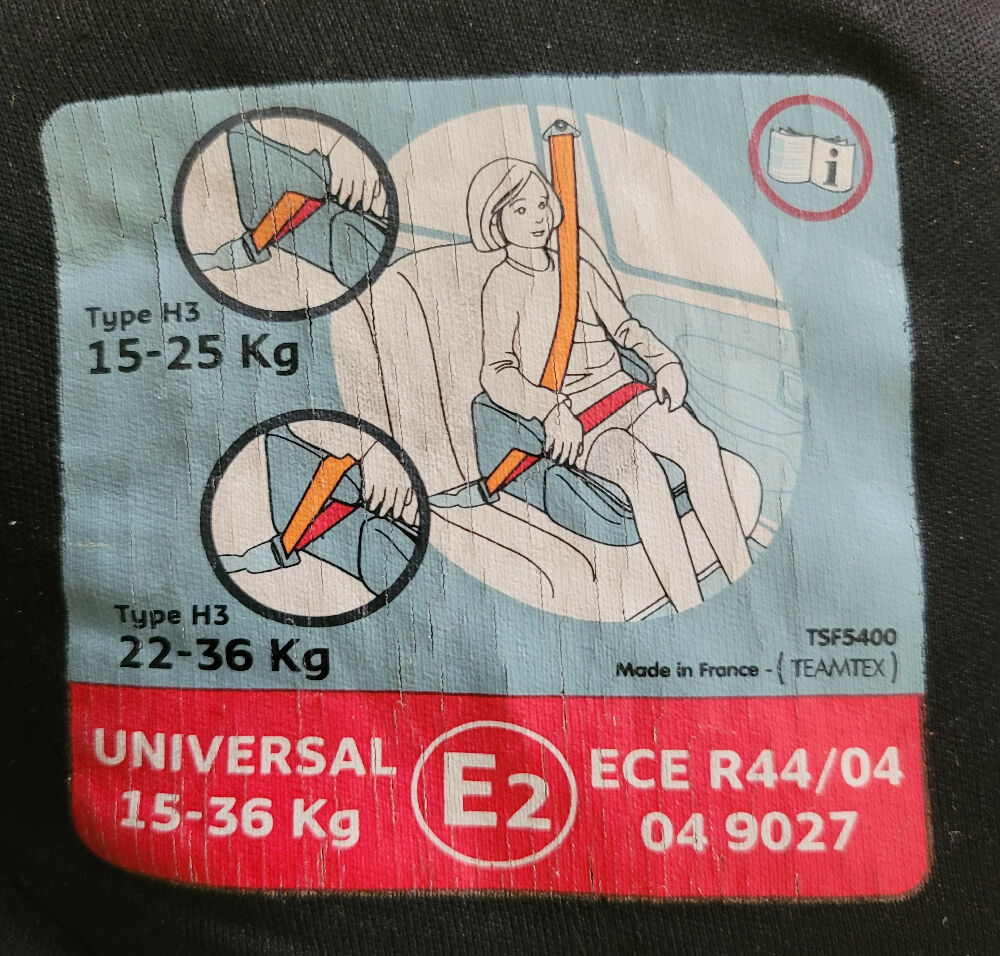 i
Type H3
15-25 Kg
Type H3
22-36 Kg
TSF5400
Made in France - ( TEAMTEX )
UNIVERSAL
15-36 Kg
E2
ECE R44/04
04 9027